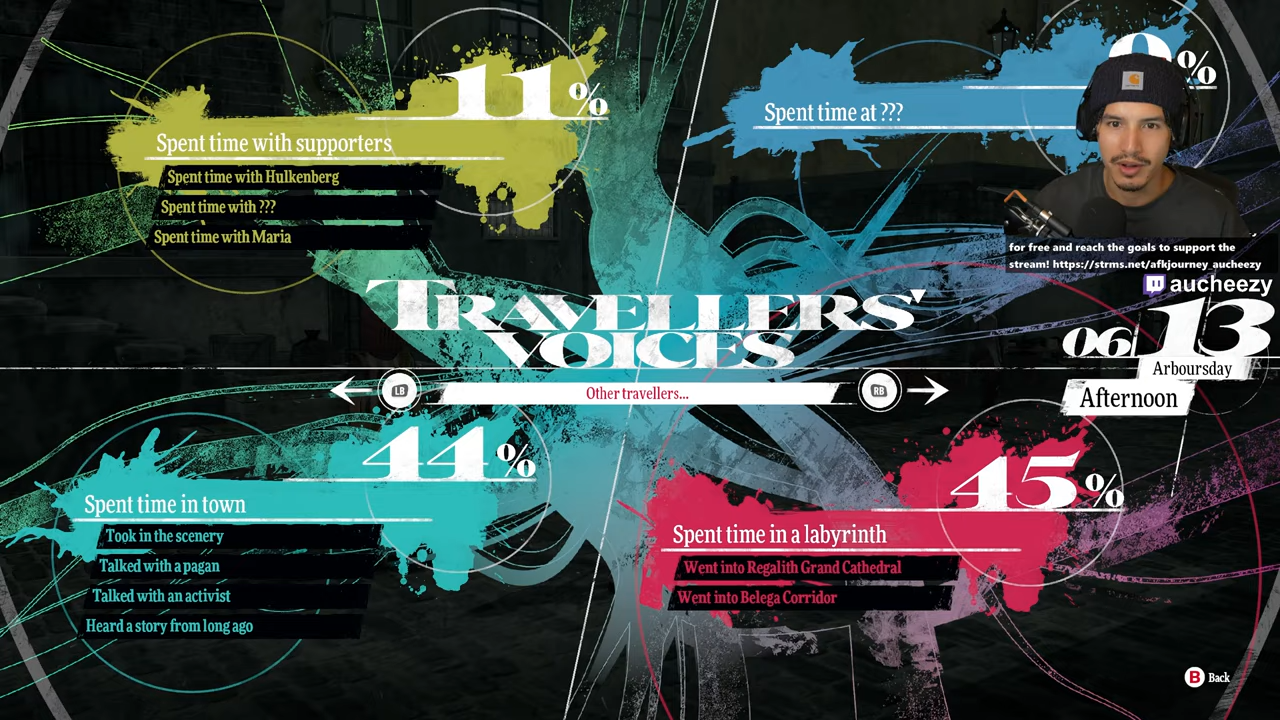 11%
Spent time with supporters
Spent time with Hulkenberg
Spent time with ???
Spent time with Maria
%
Spent time at ???
for free and reach the goals to support the
stream! https://strms.net/afkjourney_aucheezy
aucheezy
TRAVELLERS'
VOICES
LB
Other travellers...
RB
06/13
Arboursday
Afternoon
44%
Spent time in town
Took in the scenery
Talked with a pagan
Talked with an activist
Heard a story from long ago
45%
Spent time in a labyrinth
Went into Regalith Grand Cathedral
Went into Belega Corridor
B Back